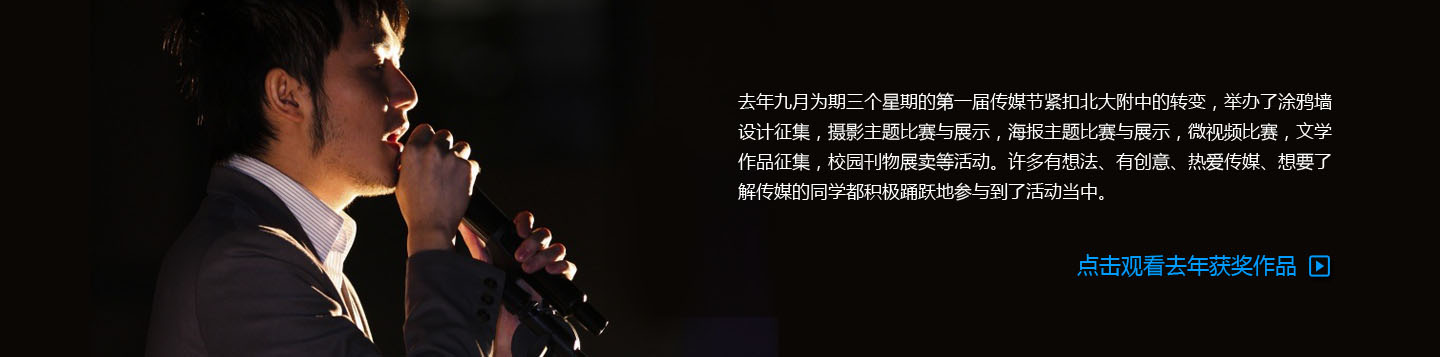 去年九月为期三个星期的第一届传媒节紧扣北大附中的转变，举办了涂鸦墙
设计征集，摄影主题比赛与展示，海报主题比赛与展示，微视频比赛，文学
作品征集，校园刊物展卖等活动。许多有想法、有创意、热爱传媒、想要了
解传媒的同学都积极踊跃地参与到了活动当中。
点击观看去年获奖作品